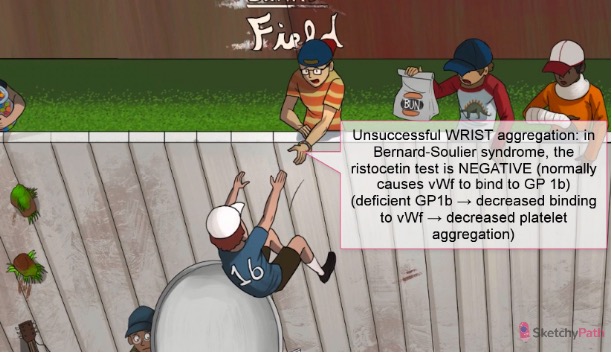 Field
BUN
Unsuccessful WRIST aggregation: in
Bernard-Soulier syndrome, the
ristocetin test is NEGATIVE (normally
causes vWf to bind to GP 1b)
(deficient GP1b → decreased binding
to vWf → decreased platelet
aggregation)
16
SketchyPath